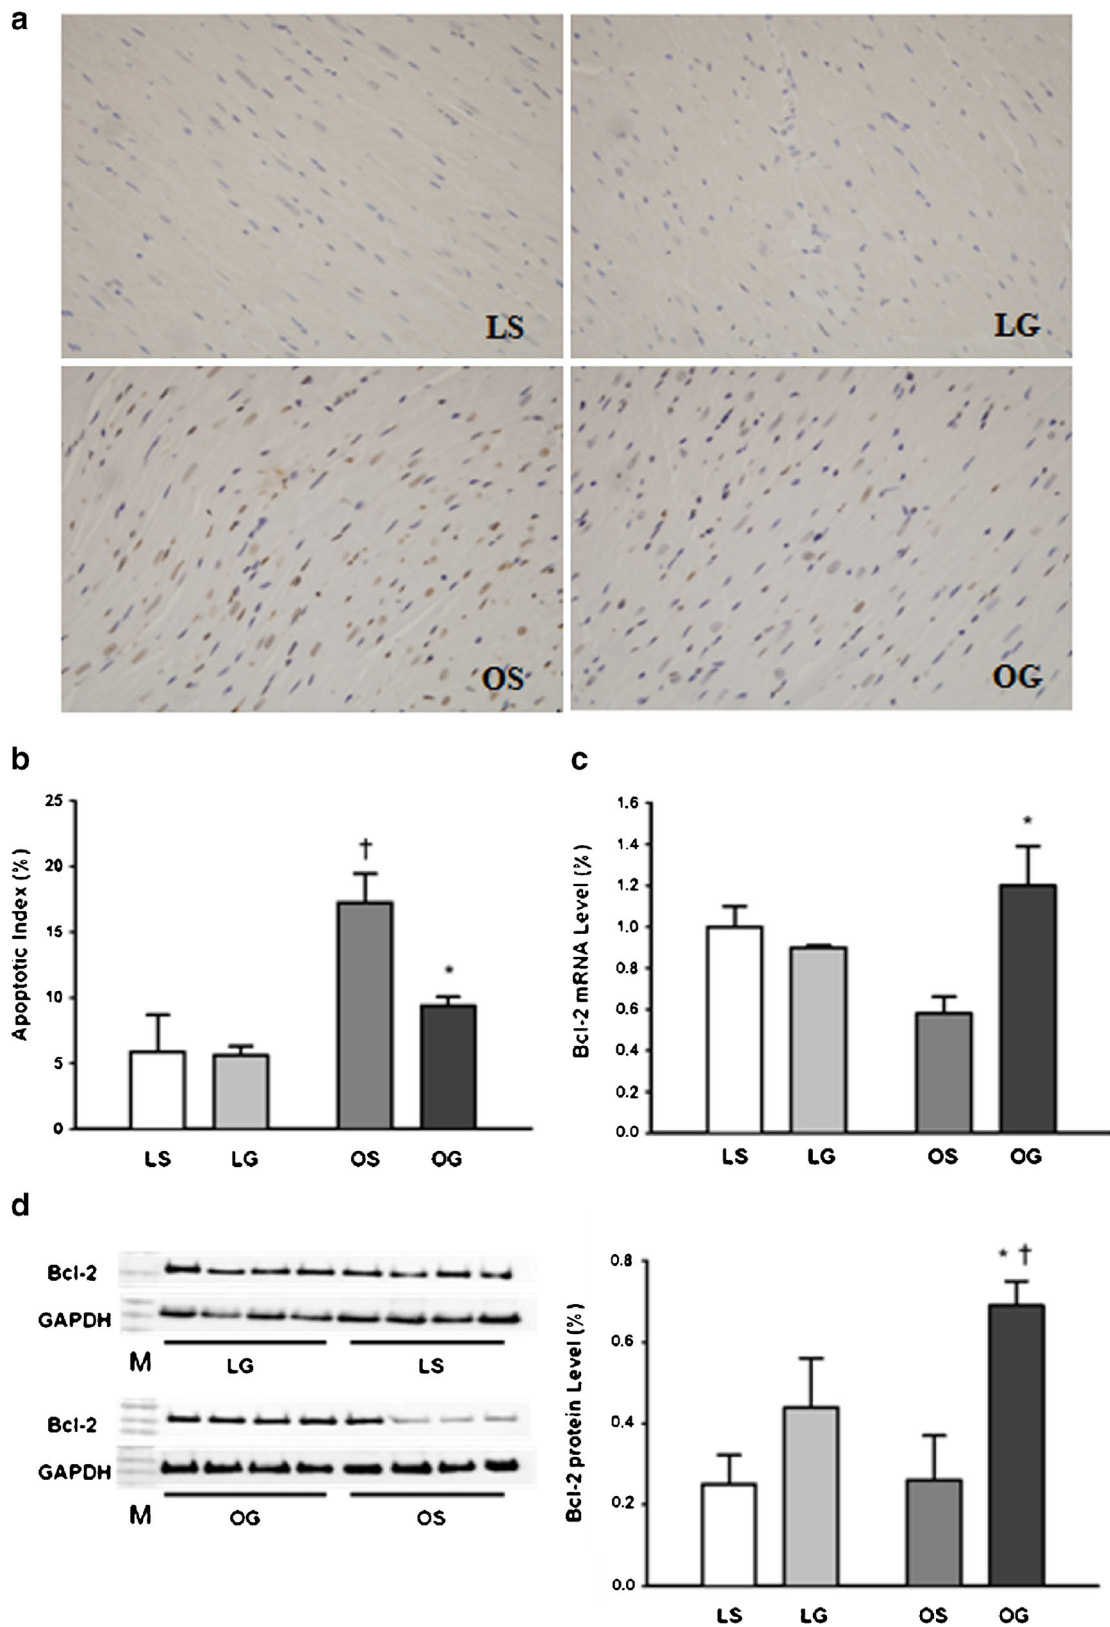 a
LS
LG
OS
OG
b
Apoptotic Index (%)
25
20
15
10
5
0
†
*
LS LG OS OG
c
Bcl-2 mRNA Level (%)
1.6
1.4
1.2
1.0
0.8
0.6
0.4
0.2
0.0
*
LS LG OS OG
d
Bcl-2
GAPDH
M LG LS
Bcl-2
GAPDH
M OG OS
Bcl-2 protein Level (%)
0.8
0.6
0.4
0.2
0.0
* †
LS LG OS OG